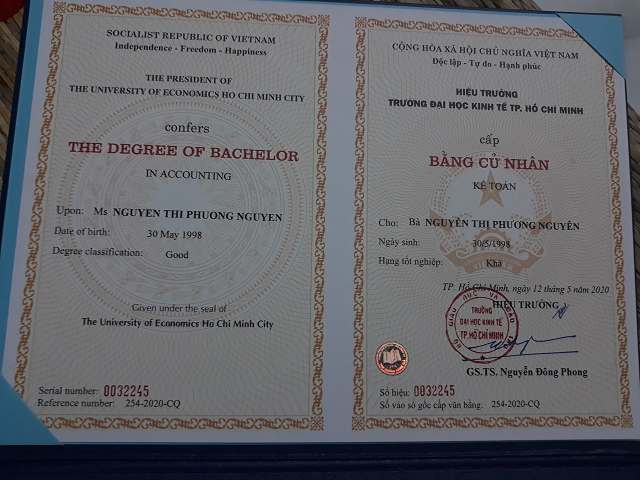 SOCIALIST REPUBLIC OF VIETNAM
Independence - Freedom - Happiness
THE PRESIDENT OF
THE UNIVERSITY OF ECONOMICS HO CHI MINH CITY
confers
THE DEGREE OF BACHELOR
IN ACCOUNTING
Upon: Ms NGUYEN THI PHUONG NGUYEN
Date of birth: 30 May 1998
Degree classification: Good
Given under the seal of
The University of Economics Ho Chi Minh City
Serial number: 0032245
Reference number: 254-2020-CQ
CỘNG HÒA XÃ HỘI CHỦ NGHĨA VIỆT NAM
Độc lập - Tự do - Hạnh phúc
HIỆU TRƯỞNG
TRƯỜNG ĐẠI HỌC KINH TẾ TP. HỒ CHÍ MINH
cấp
BẰNG CỬ NHÂN
KẾ TOÁN
Cho: Bà NGUYỄN THỊ PHƯƠNG NGUYÊN
Ngày sinh: 30/5/1998
Hạng tốt nghiệp: Khá
TP. Hồ Chí Minh, ngày 12 tháng 5 năm 2020
HIỆU TRƯỞNG
TRƯỜNG
ĐẠI HỌC KINH TẾ
TP. HỒ CHÍ MINH
GS.TS. Nguyễn Đông Phong
Số hiệu: 0032245
Số vào sổ gốc cấp văn bằng: 254-2020-CQ